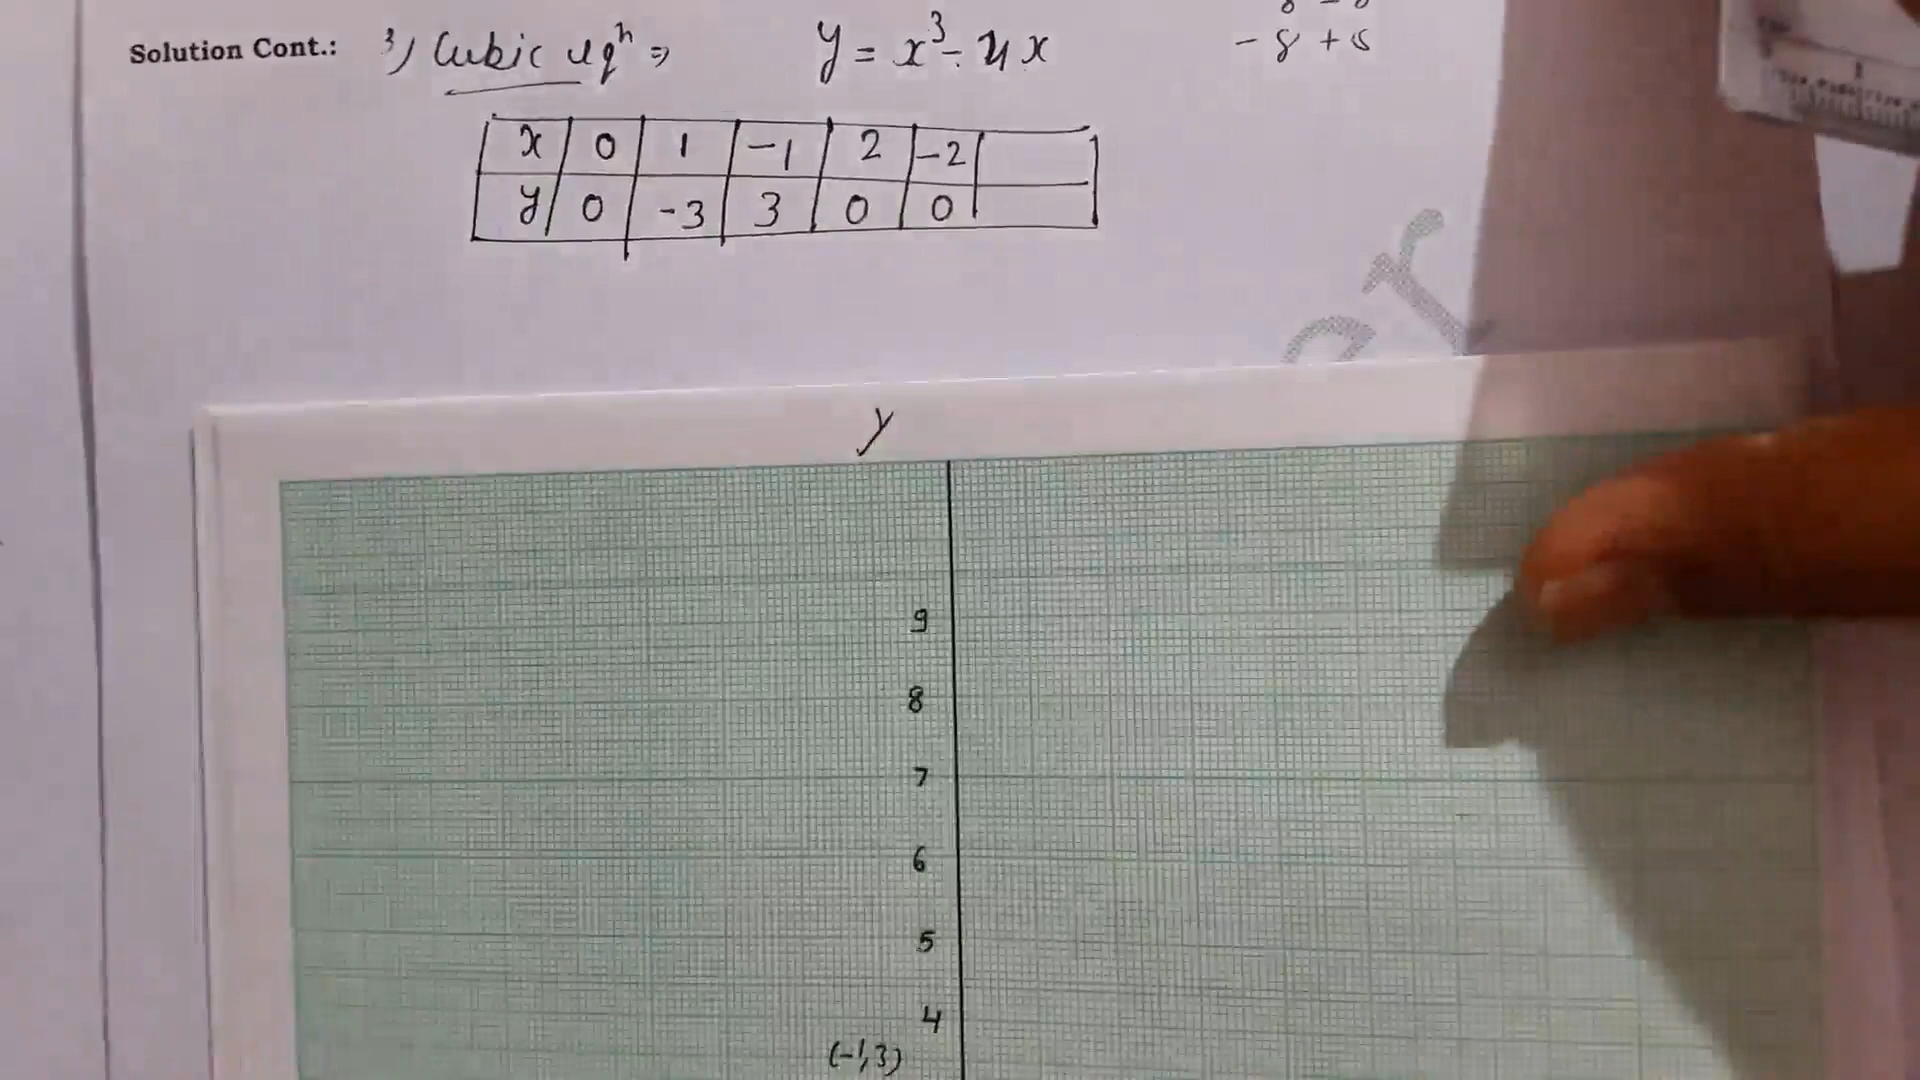 Solution Cont.: 3) Cubic eqⁿ ⇒ y = x³ - 4x
- 8 + 8
x 0 1 -1 2 -2
y 0 -3 3 0 0
y
9
8
7
6
5
4
(-1,3)